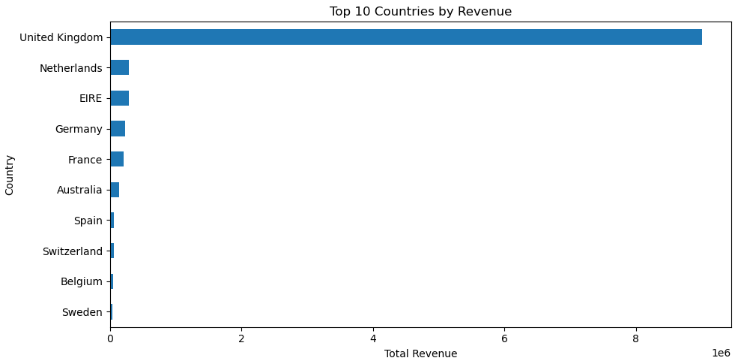 Top 10 Countries by Revenue
Country
United Kingdom
Netherlands
EIRE
Germany
France
Australia
Spain
Switzerland
Belgium
Sweden
0 2 4 6 8
1e6
Total Revenue